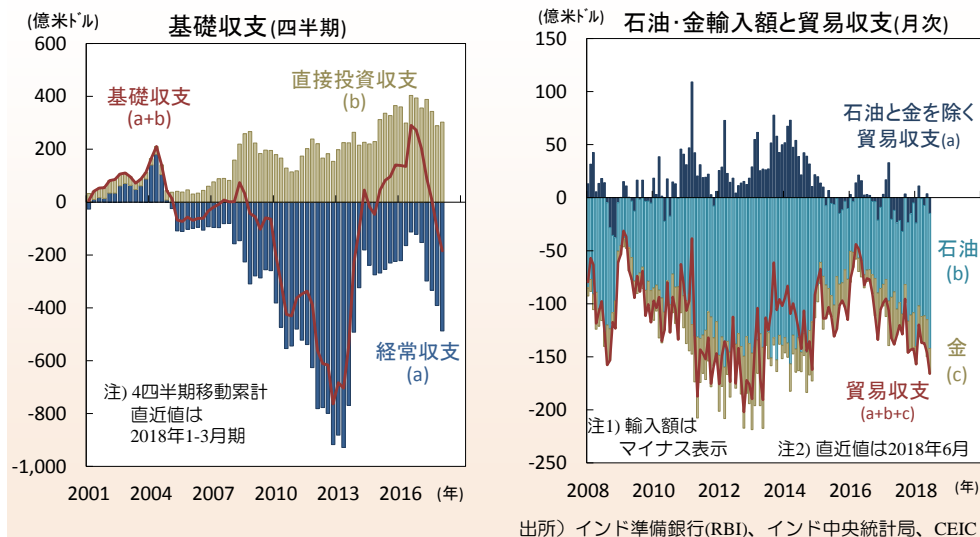 (億米ドル)
基礎収支(四半期)
600
400
200
0
-200
-400
-600
-800
-1,000
基礎収支
(a+b)
直接投資収支
(b)
経常収支
(a)
注) 4四半期移動累計
直近値は
2018年1-3月期
2001 2004 2007 2010 2013 2016 (年)
(億米ドル)
石油・金輸入額と貿易収支(月次)
150
100
50
0
-50
-100
-150
-200
-250
石油と金を除く
貿易収支(a)
石油
(b)
金
(c)
貿易収支
(a+b+c)
注1) 輸入額は
マイナス表示
注2) 直近値は2018年6月
2008 2010 2012 2014 2016 2018 (年)
出所）インド準備銀行(RBI)、インド中央統計局、CEIC